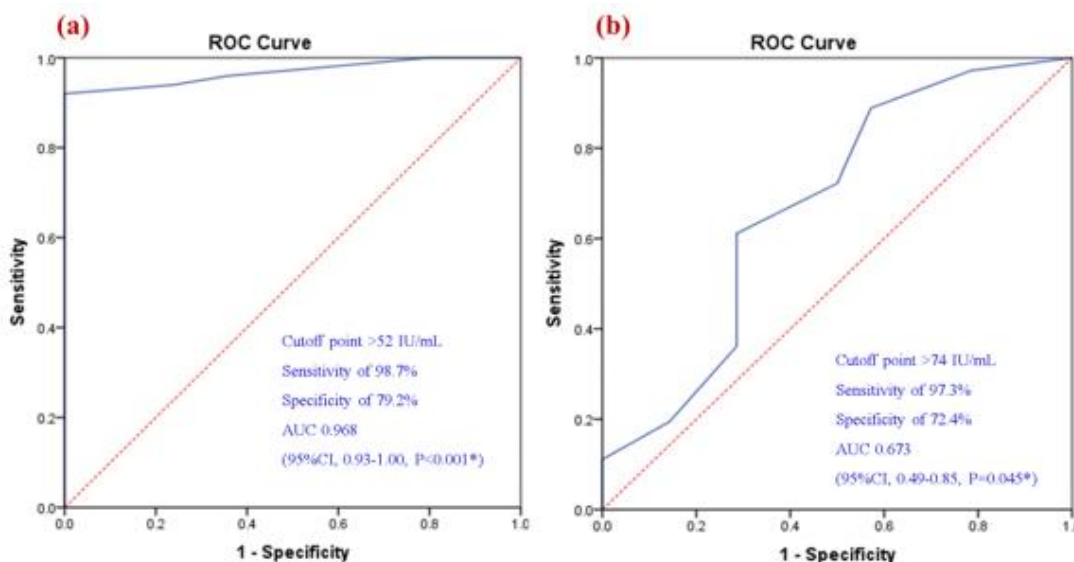 (a)
ROC Curve
1.0
0.8
0.6
0.4
0.2
0.0
Sensitivity
Cutoff point >52 IU/mL
Sensitivity of 98.7%
Specificity of 79.2%
AUC 0.968
(95%CI, 0.93-1.00, P<0.001*)
0.0 0.2 0.4 0.6 0.8 1.0
1 - Specificity
(b)
ROC Curve
1.0
0.8
0.6
0.4
0.2
0.0
Sensitivity
Cutoff point >74 IU/mL
Sensitivity of 97.3%
Specificity of 72.4%
AUC 0.673
(95%CI, 0.49-0.85, P=0.045*)
0.0 0.2 0.4 0.6 0.8 1.0
1 - Specificity